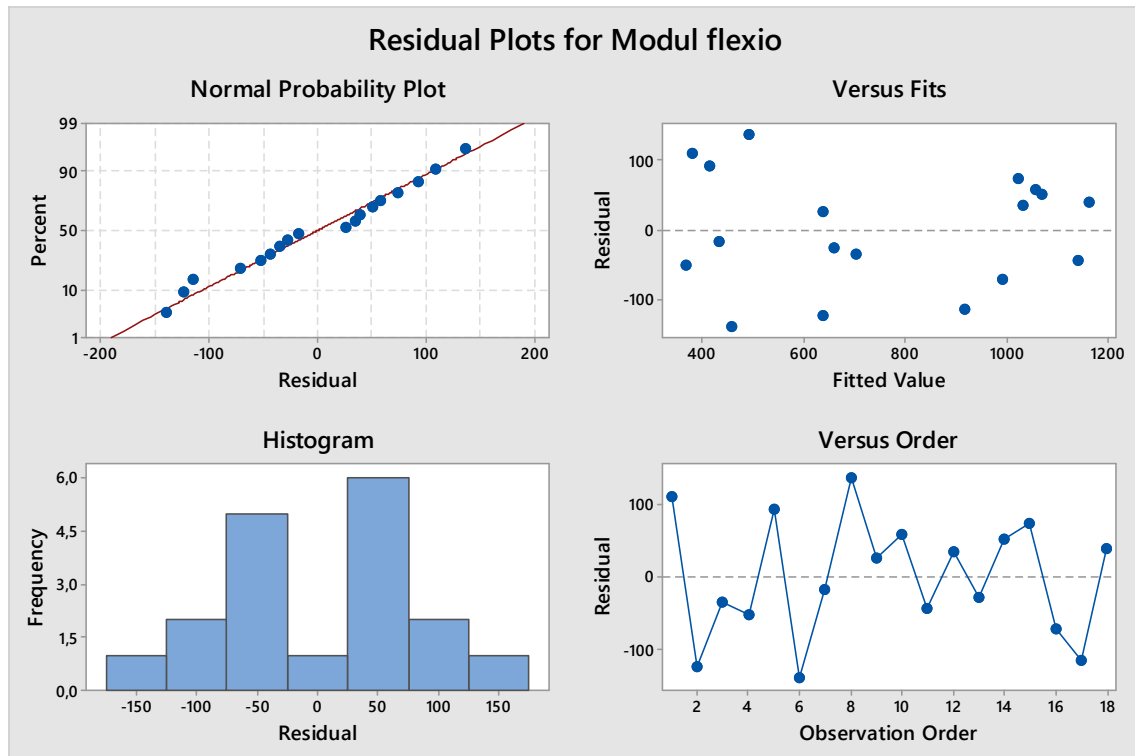 Residual Plots for Modul flexio
Normal Probability Plot
99
90
50
10
1
Percent
-200 -100 0 100 200
Residual
Versus Fits
100
0
-100
Residual
400 600 800 1000 1200
Fitted Value
Histogram
6,0
4,5
3,0
1,5
0,0
Frequency
-150 -100 -50 0 50 100 150
Residual
Versus Order
100
0
-100
Residual
2 4 6 8 10 12 14 16 18
Observation Order